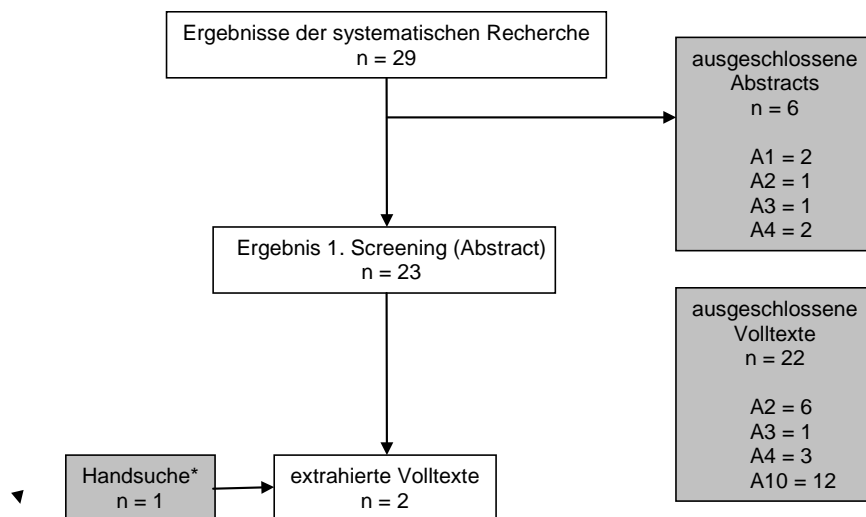 Ergebnisse der systematischen Recherche
n = 29
ausgeschlossene
Abstracts
n = 6
A1 = 2
A2 = 1
A3 = 1
A4 = 2
Ergebnis 1. Screening (Abstract)
n = 23
ausgeschlossene
Volltexte
n = 22
A2 = 6
A3 = 1
A4 = 3
A10 = 12
Handsuche*
n = 1
extrahierte Volltexte
n = 2